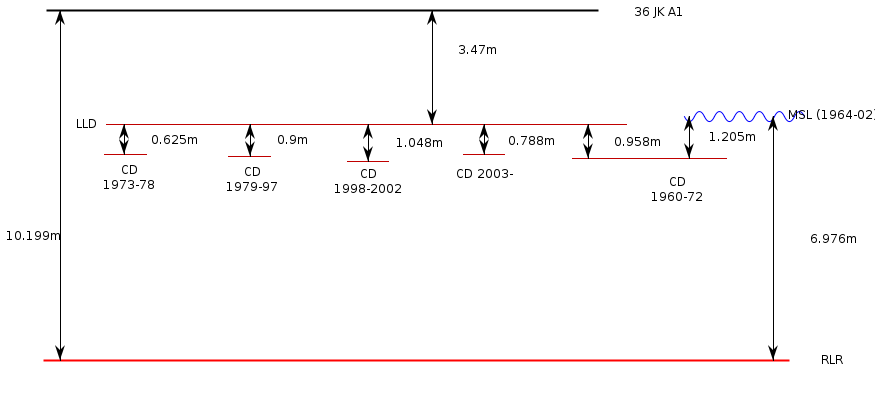 36 JK A1
3.47m
LLD
MSL (1964-02)
0.625m
0.9m
1.048m
0.788m
0.958m
1.205m
CD
1973-78
CD
1979-97
CD
1998-2002
CD 2003-
CD
1960-72
10.199m
6.976m
RLR